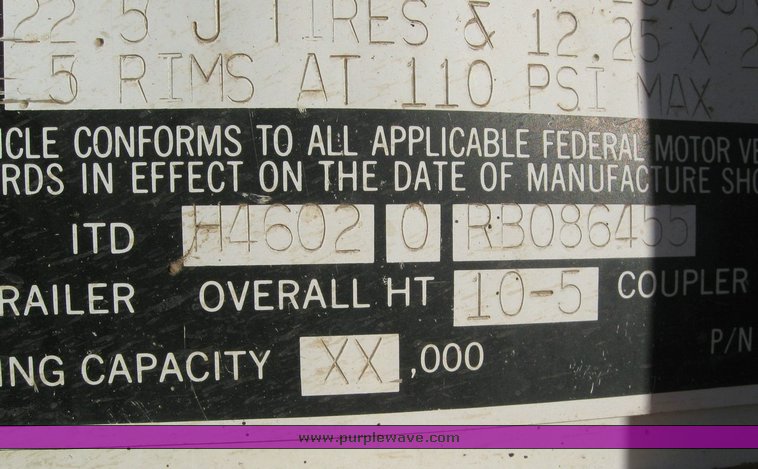 22.5 J TIRES & 12.25 X 2
.5 RIMS AT 110 PSI MAX.
ICLE CONFORMS TO ALL APPLICABLE FEDERAL MOTOR VE
RDS IN EFFECT ON THE DATE OF MANUFACTURE SHO
ITD H4602 0 RB086455
RAILER OVERALL HT 10-5 COUPLER
ING CAPACITY XX ,000 P/N
www.purplewave.com